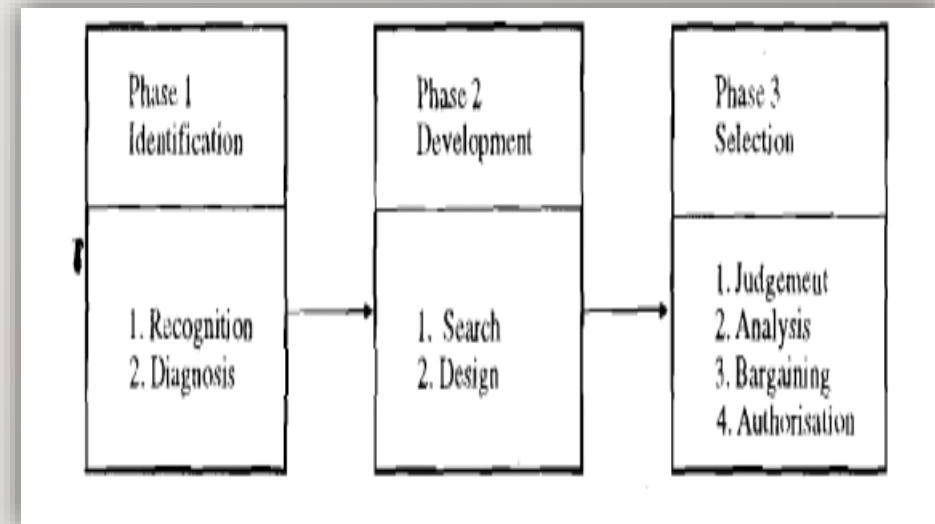 Phase 1
Identification
1. Recognition
2. Diagnosis
Phase 2
Development
1. Search
2. Design
Phase 3
Selection
1. Judgement
2. Analysis
3. Bargaining
4. Authorisation